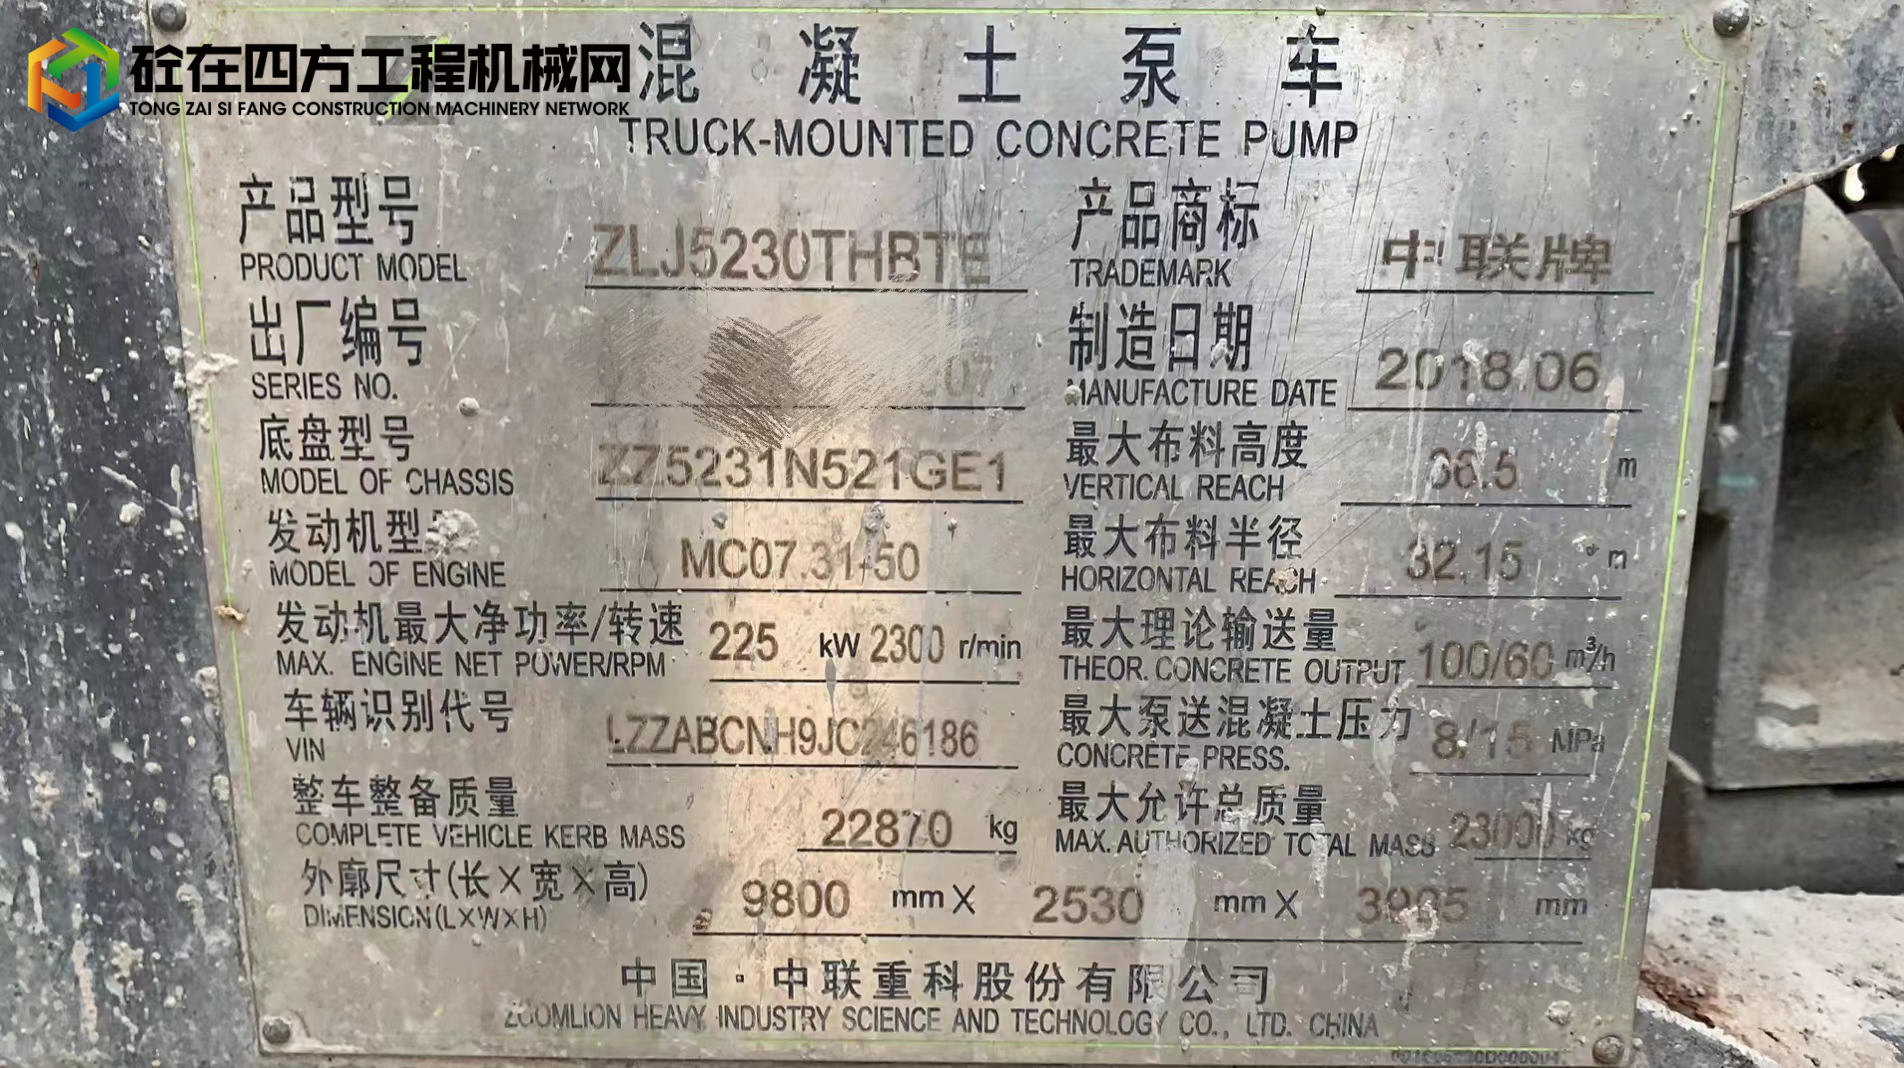 砼在四方工程机械网
TONG ZAI SI FANG CONSTRUCTION MACHINERY NETWORK
混凝土泵车
TRUCK-MOUNTED CONCRETE PUMP
产品型号 ZLJ5230THBTE 产品商标 中联牌
PRODUCT MODEL TRADEMARK
出厂编号 制造日期 2018.06
SERIES NO. MANUFACTURE DATE
底盘型号 ZZ5231N521GE1 最大布料高度 36.5 m
MODEL OF CHASSIS VERTICAL REACH
发动机型号 MC07.31-50 最大布料半径 32.15 m
MODEL OF ENGINE HORIZONTAL REACH
发动机最大净功率/转速 225 kW 2300 r/min 最大理论输送量 100/60 m³/h
MAX. ENGINE NET POWER/RPM THEOR. CONCRETE OUTPUT
车辆识别代号 LZZABCNH9JC246186 最大泵送混凝土压力 8/15 MPa
VIN CONCRETE PRESS.
整车整备质量 22870 kg 最大允许总质量 23000 kg
COMPLETE VEHICLE KERB MASS MAX. AUTHORIZED TOTAL MASS
外廓尺寸(长×宽×高) 9800 mm X 2530 mm X mm
DIMENSION(L×W×H)
中国·中联重科股份有限公司
ZOOMLION HEAVY INDUSTRY SCIENCE AND TECHNOLOGY CO., LTD. CHINA